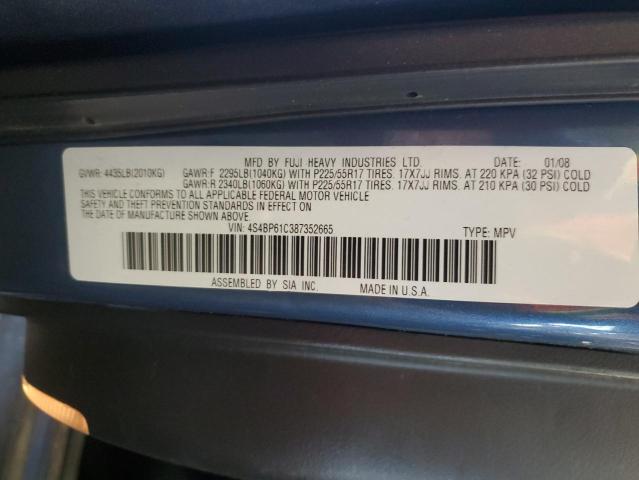 MFD BY FUJI HEAVY INDUSTRIES LTD. DATE: 01/08
GVWR: 4435LB(2010KG) GAWR:F 2295LB(1040KG) WITH P225/55R17 TIRES. 17X7JJ RIMS. AT 220 KPA (32 PSI) COLD
GAWR:R 2340LB(1060KG) WITH P225/55R17 TIRES. 17X7JJ RIMS. AT 210 KPA (30 PSI) COLD
THIS VEHICLE CONFORMS TO ALL APPLICABLE FEDERAL MOTOR VEHICLE
SAFETY AND THEFT PREVENTION STANDARDS IN EFFECT ON
THE DATE OF MANUFACTURE SHOWN ABOVE.
VIN: 4S4BP61C387352665 TYPE: MPV
ASSEMBLED BY SIA INC. MADE IN U.S.A.